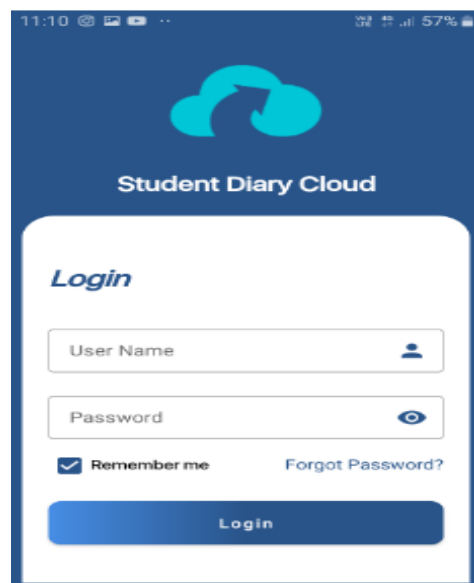 11:10
57%
Student Diary Cloud
Login
User Name
Password
Remember me Forgot Password?
Login